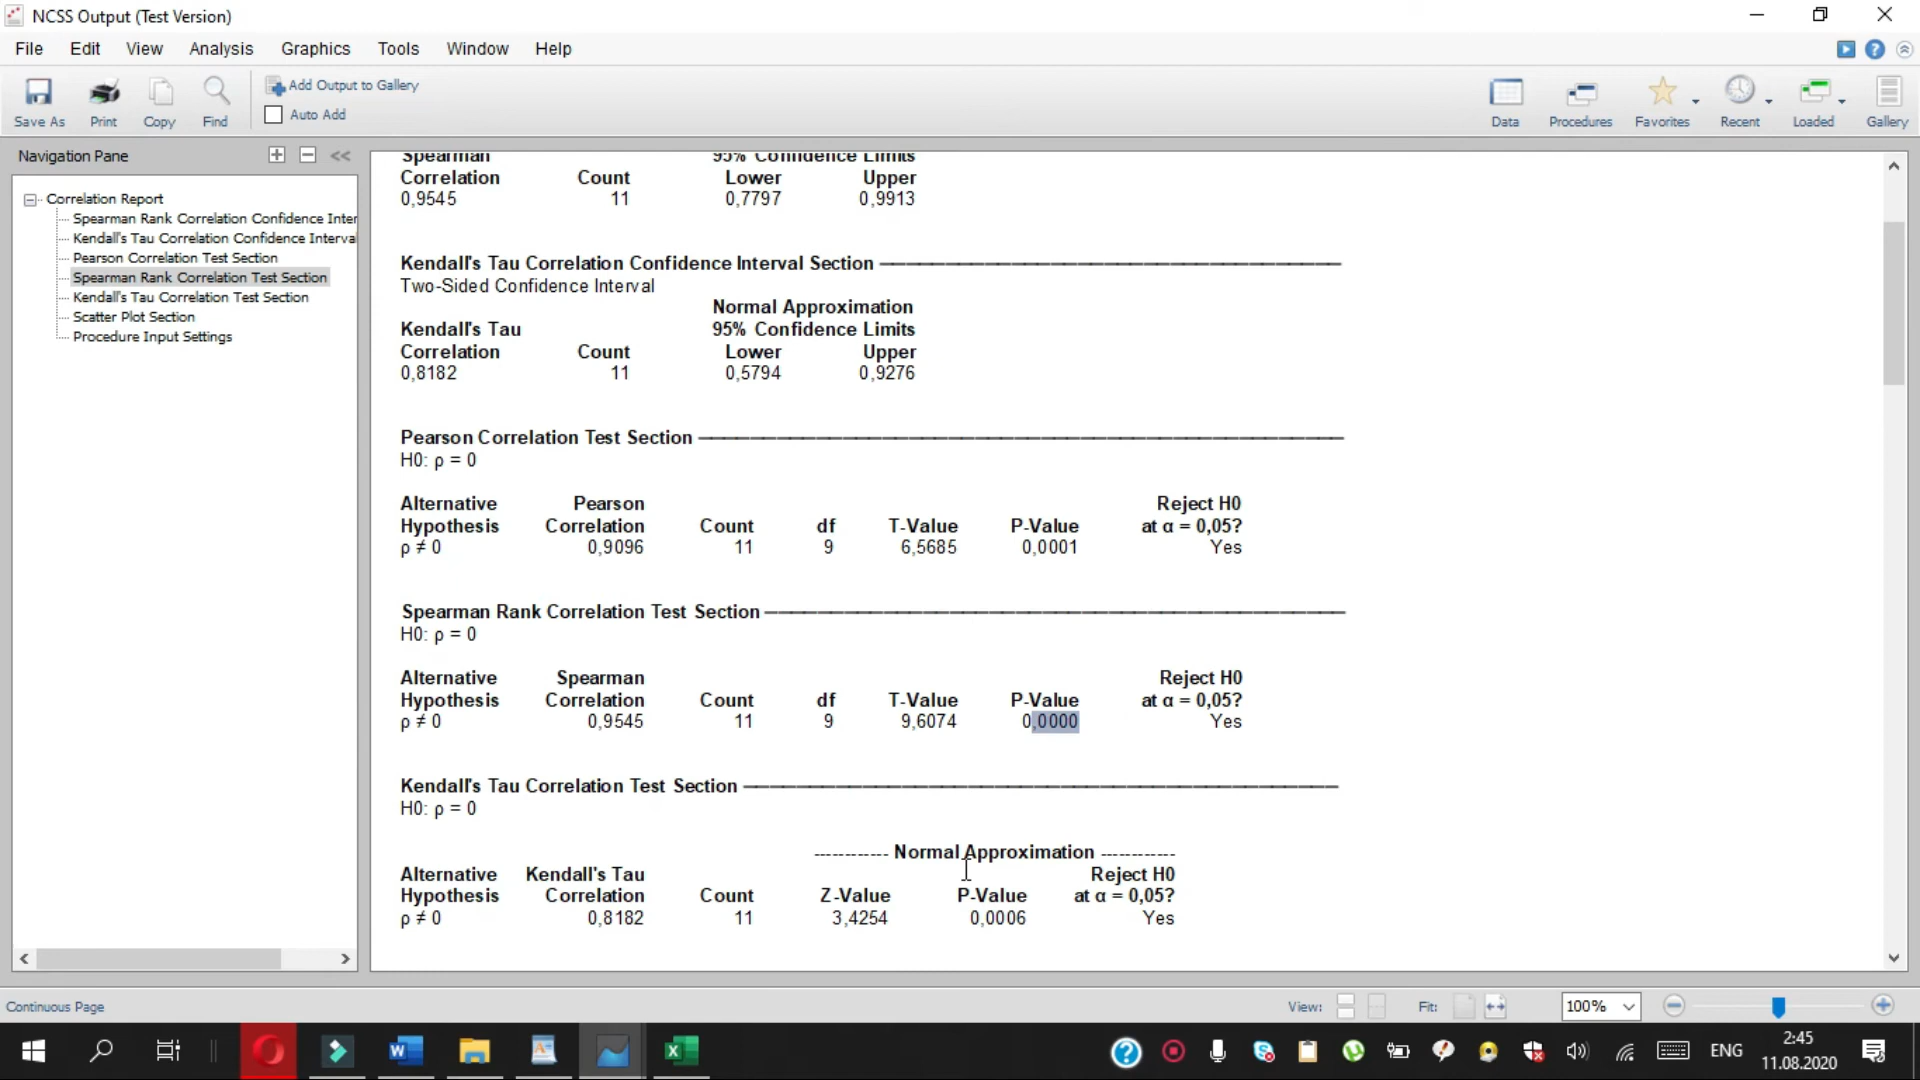 NCSS Output (Test Version)
File Edit View Analysis Graphics Tools Window Help
Save As Print Copy Find
Add Output to Gallery
Auto Add
Data Procedures Favorites Recent Loaded Gallery
Navigation Pane
Correlation Report
Spearman Rank Correlation Confidence Inter
Kendall's Tau Correlation Confidence Interva
Pearson Correlation Test Section
Spearman Rank Correlation Test Section
Kendall's Tau Correlation Test Section
Scatter Plot Section
Procedure Input Settings
Spearman 95% Confidence Limits
Correlation Count Lower Upper
0,9545 11 0,7797 0,9913
Kendall's Tau Correlation Confidence Interval Section
Two-Sided Confidence Interval
Normal Approximation
Kendall's Tau 95% Confidence Limits
Correlation Count Lower Upper
0,8182 11 0,5794 0,9276
Pearson Correlation Test Section
H0: ρ = 0
Alternative Pearson Reject H0
Hypothesis Correlation Count df T-Value P-Value at α = 0,05?
ρ ≠ 0 0,9096 11 9 6,5685 0,0001 Yes
Spearman Rank Correlation Test Section
H0: ρ = 0
Alternative Spearman Reject H0
Hypothesis Correlation Count df T-Value P-Value at α = 0,05?
ρ ≠ 0 0,9545 11 9 9,6074 0,0000 Yes
Kendall's Tau Correlation Test Section
H0: ρ = 0
------------ Normal Approximation ------------
Alternative Kendall's Tau Reject H0
Hypothesis Correlation Count Z-Value P-Value at α = 0,05?
ρ ≠ 0 0,8182 11 3,4254 0,0006 Yes
Continuous Page
View: Fit: 100%
ENG
2:45
11.08.2020